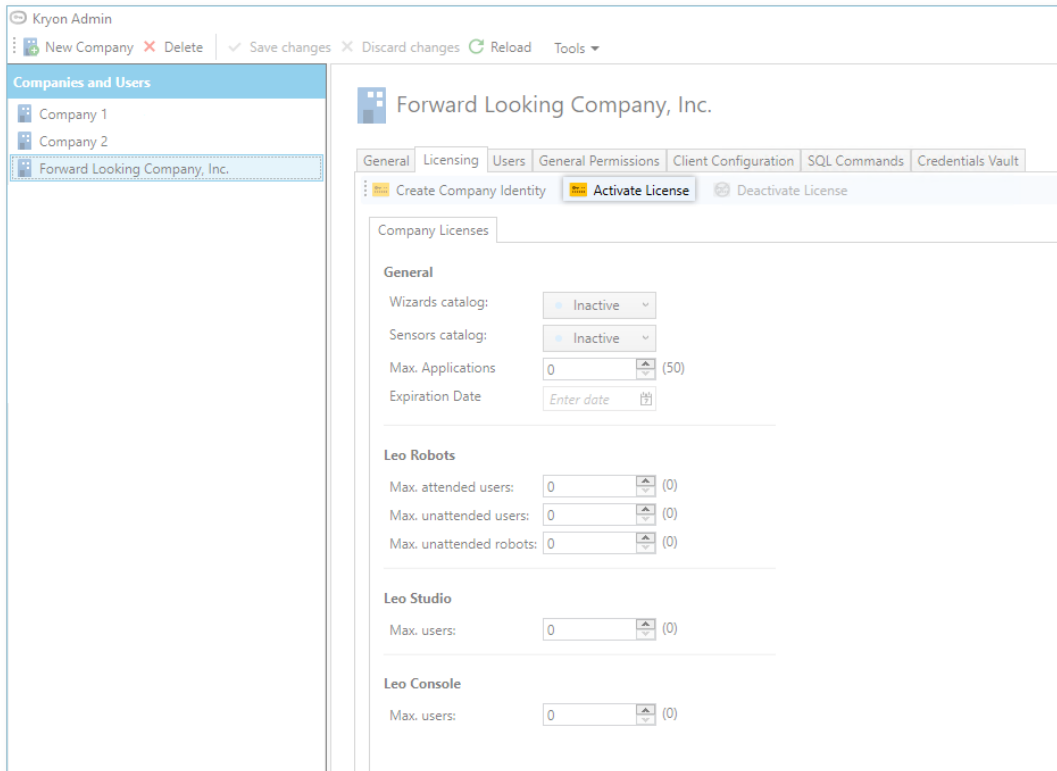 Kryon Admin
New Company Delete Save changes Discard changes Reload Tools
Companies and Users
Company 1
Company 2
Forward Looking Company, Inc.
Forward Looking Company, Inc.
General Licensing Users General Permissions Client Configuration SQL Commands Credentials Vault
Create Company Identity Activate License Deactivate License
Company Licenses
General
Wizards catalog: Inactive
Sensors catalog: Inactive
Max. Applications 0 (50)
Expiration Date Enter date
Leo Robots
Max. attended users: 0 (0)
Max. unattended users: 0 (0)
Max. unattended robots: 0 (0)
Leo Studio
Max. users: 0 (0)
Leo Console
Max. users: 0 (0)